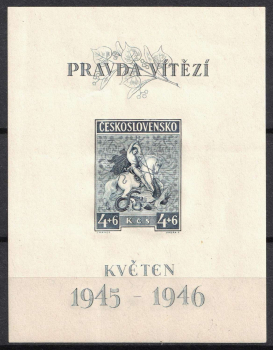 PRAVDA VÍTĚZÍ
ČESKOSLOVENSKO
4+6 KČS 4+6
KVĚTEN
1945 - 1946